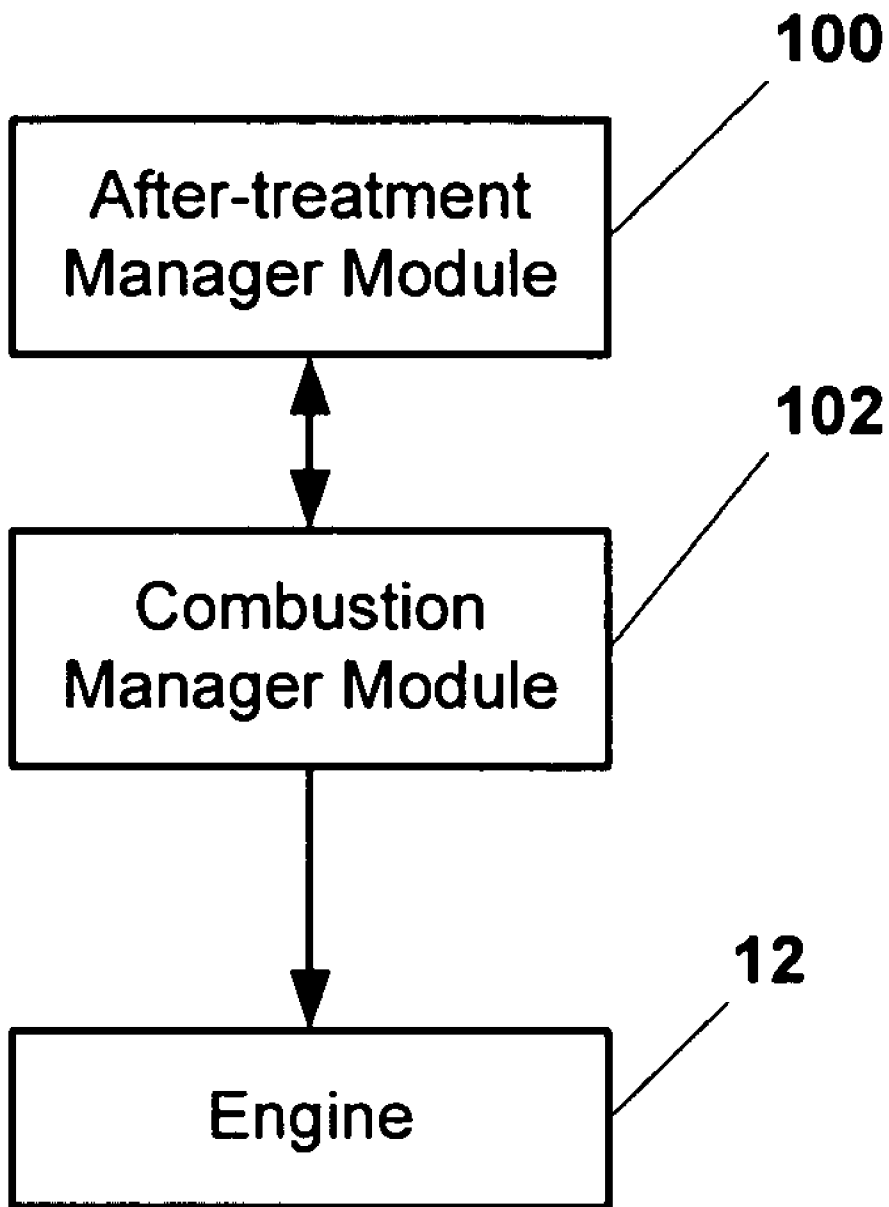 100
After-treatment
Manager Module
102
Combustion
Manager Module
12
Engine